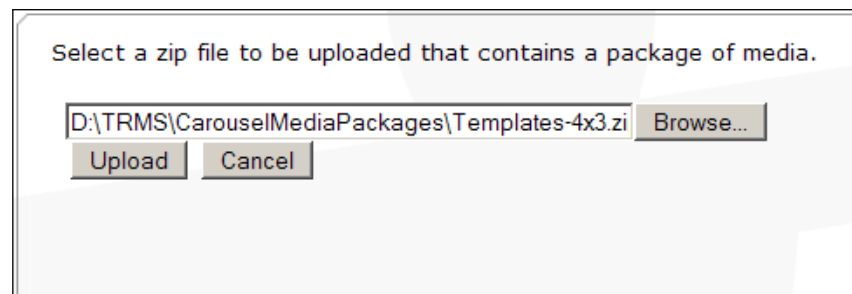 Select a zip file to be uploaded that contains a package of media.
D:\TRMS\CarouselMediaPackages\Templates-4x3.zi Browse...
Upload Cancel